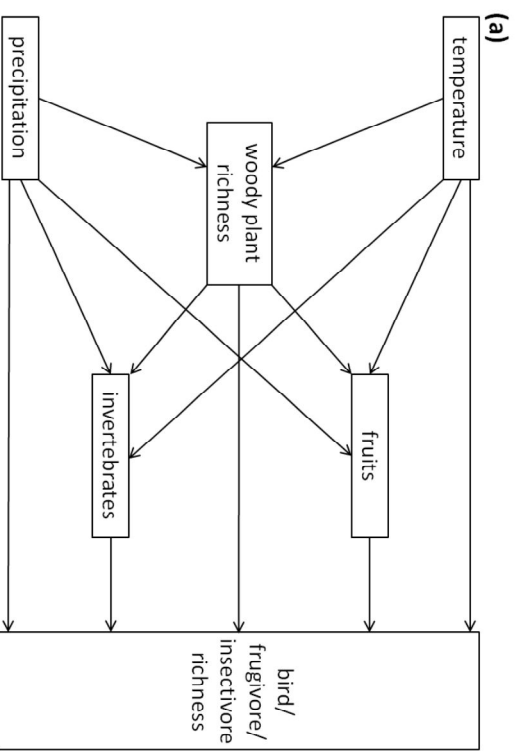 (a)
temperature
precipitation
woody plant
richness
fruits
invertebrates
bird/
frugivore/
insectivore
richness